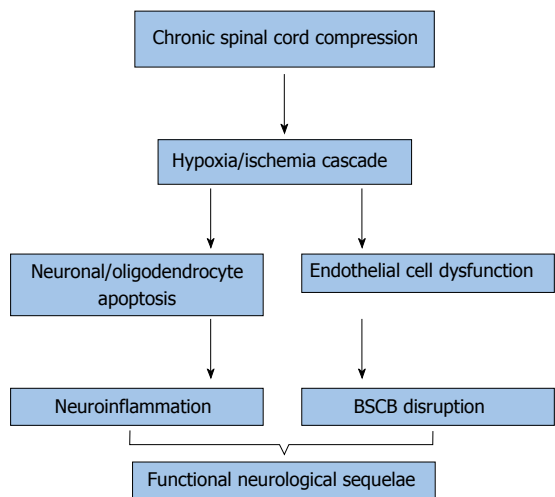 Chronic spinal cord compression
Hypoxia/ischemia cascade
Neuronal/oligodendrocyte
apoptosis
Endothelial cell dysfunction
Neuroinflammation
BSCB disruption
Functional neurological sequelae